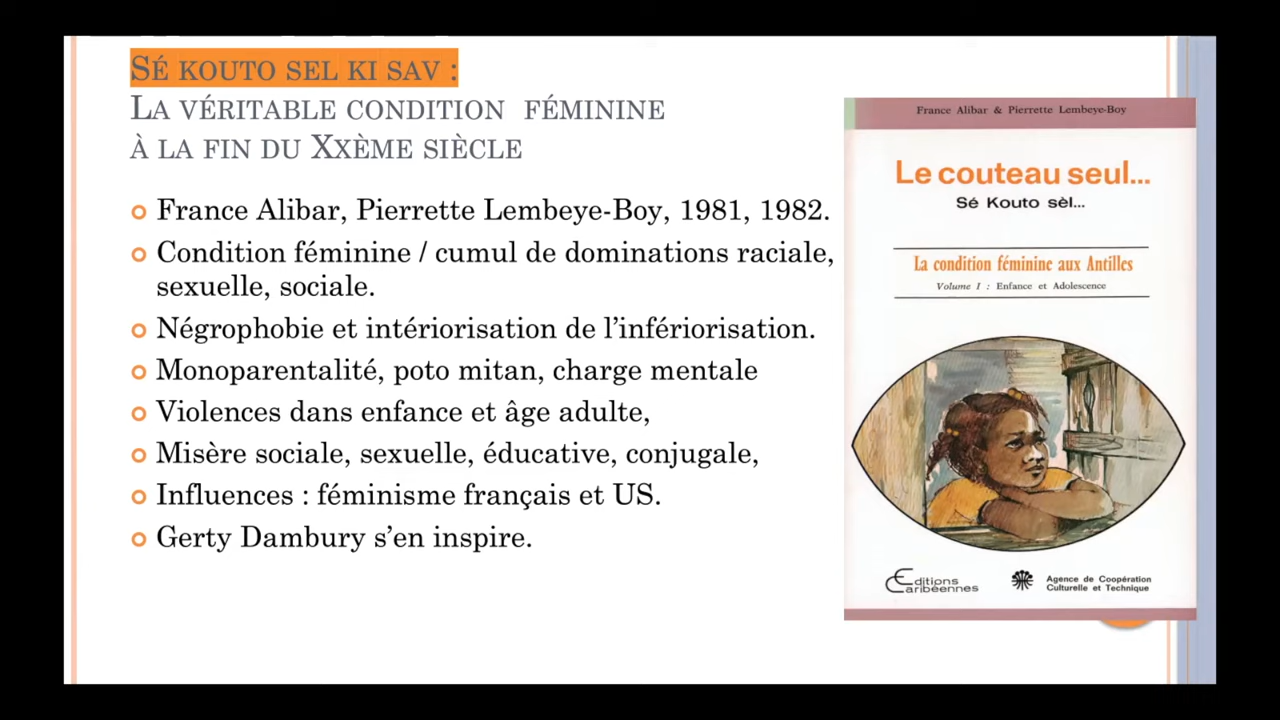 SÉ KOUTO SEL KI SAV :
LA VÉRITABLE CONDITION FÉMININE
À LA FIN DU XXÈME SIÈCLE
France Alibar, Pierrette Lembeye-Boy, 1981, 1982.
Condition féminine / cumul de dominations raciale,
sexuelle, sociale.
Négrophobie et intériorisation de l’infériorisation.
Monoparentalité, poto mitan, charge mentale
Violences dans enfance et âge adulte,
Misère sociale, sexuelle, éducative, conjugale,
Influences : féminisme français et US.
Gerty Dambury s’en inspire.
France Alibar & Pierrette Lembeye-Boy
Le couteau seul...
Sé Kouto sèl...
La condition féminine aux Antilles
Volume I : Enfance et Adolescence
Editions
Caribéennes
Agence de Coopération
Culturelle et Technique